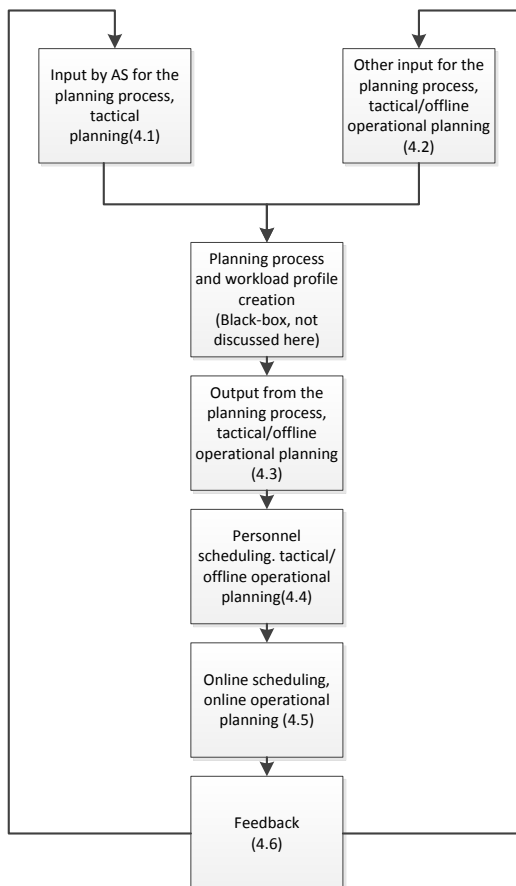 Input by AS for the
planning process,
tactical
planning(4.1)
Other input for the
planning process,
tactical/offline
operational planning
(4.2)
Planning process
and workload profile
creation
(Black-box, not
discussed here)
Output from the
planning process,
tactical/offline
operational planning
(4.3)
Personnel
scheduling. tactical/
offline operational
planning(4.4)
Online scheduling,
online operational
planning (4.5)
Feedback
(4.6)